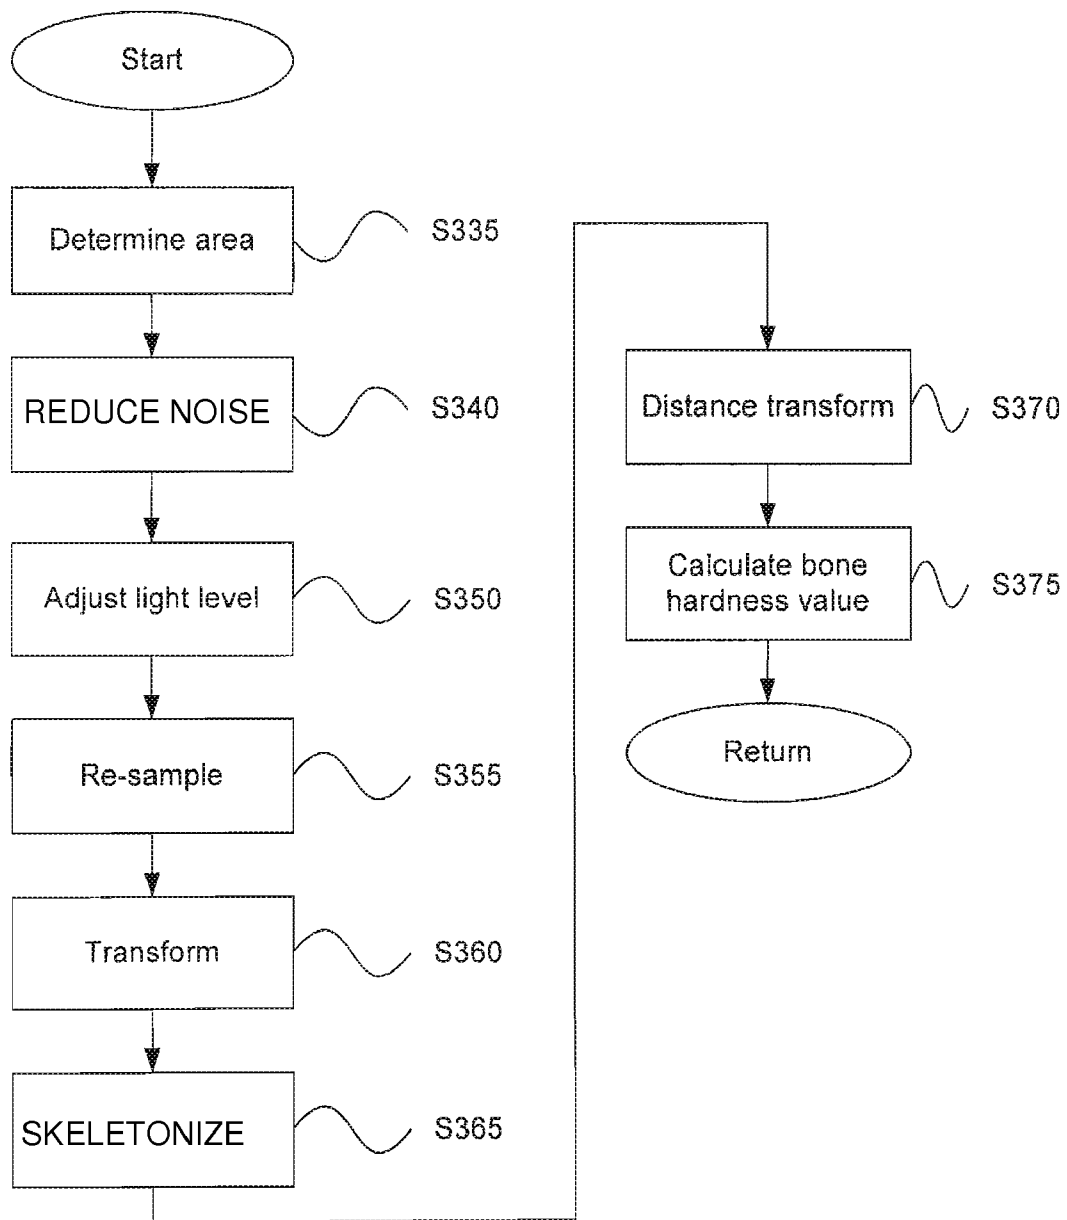 Start
Determine area
S335
REDUCE NOISE
S340
Adjust light level
S350
Re-sample
S355
Transform
S360
SKELETONIZE
S365
Distance transform
S370
Calculate bone
hardness value
S375
Return